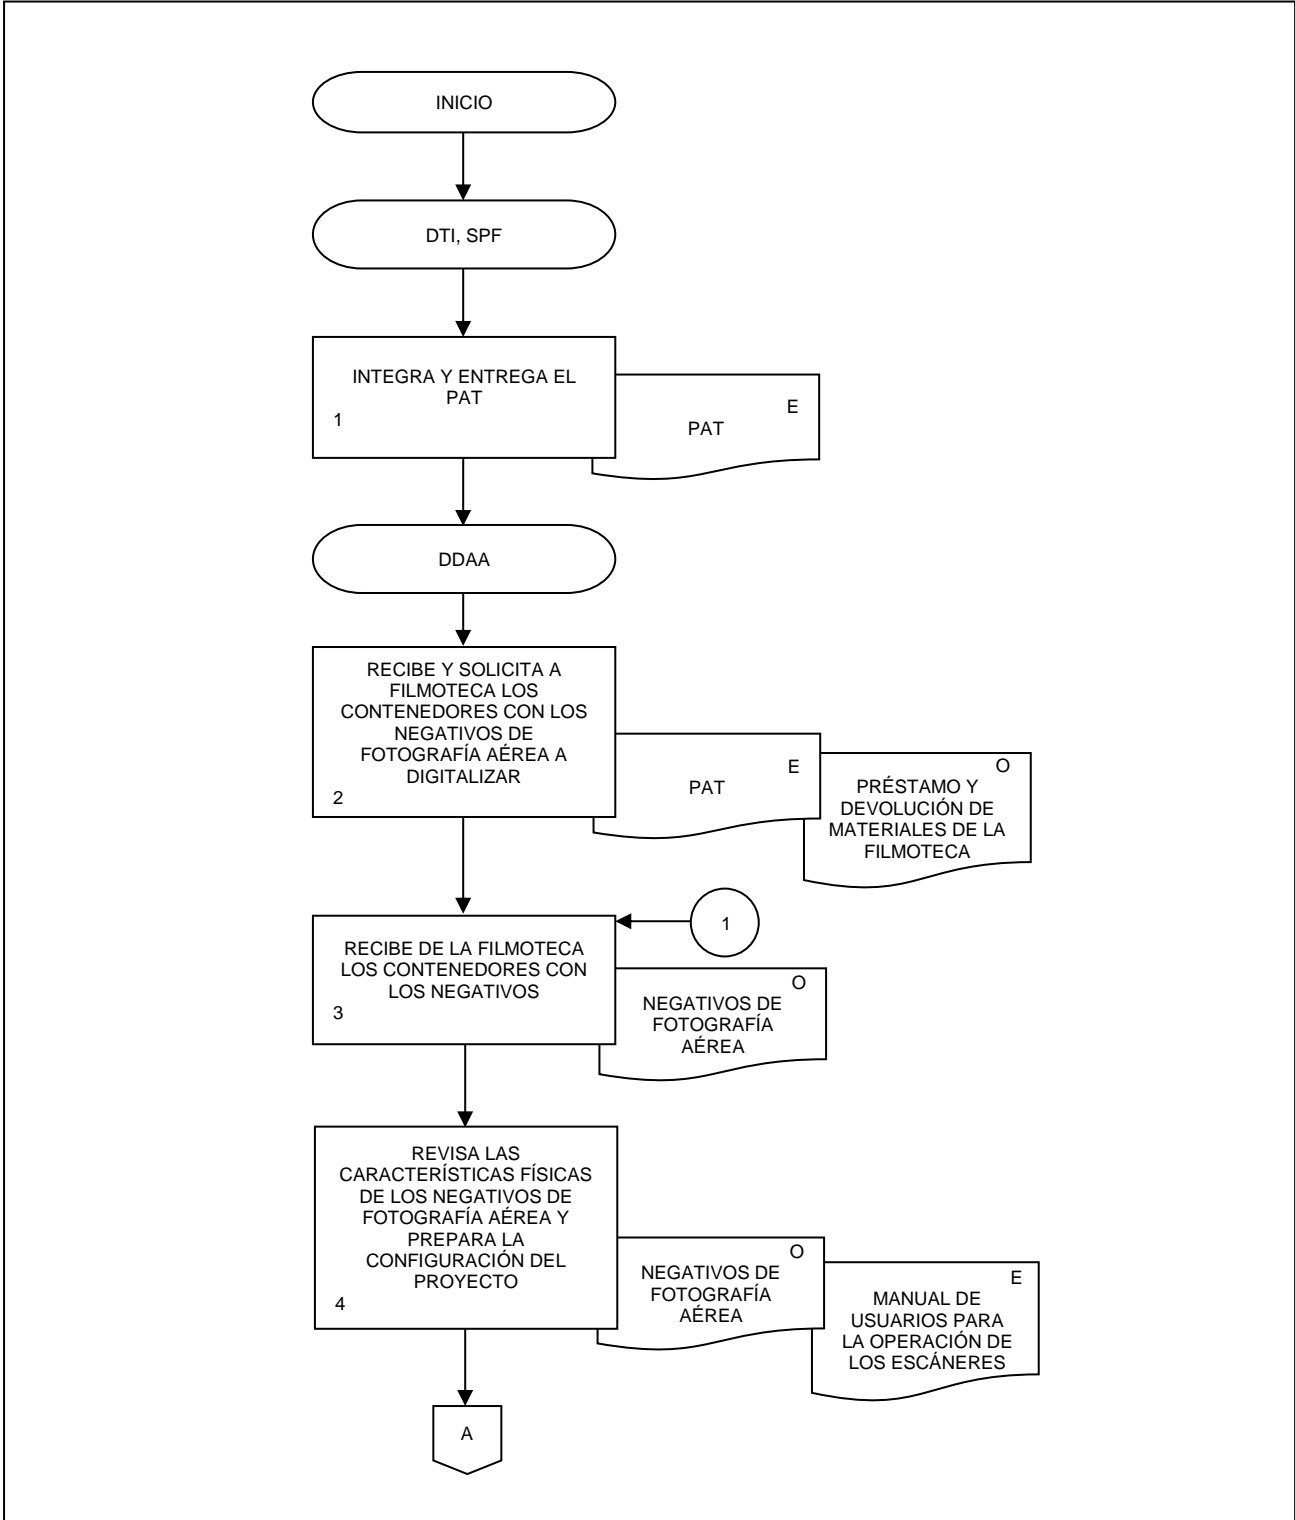 INICIO
DTI, SPF
INTEGRA Y ENTREGA EL
PAT
1
E
PAT
DDAA
RECIBE Y SOLICITA A
FILMOTECA LOS
CONTENEDORES CON LOS
NEGATIVOS DE
FOTOGRAFÍA AÉREA A
DIGITALIZAR
2
E
PAT
O
PRÉSTAMO Y
DEVOLUCIÓN DE
MATERIALES DE LA
FILMOTECA
1
RECIBE DE LA FILMOTECA
LOS CONTENEDORES CON
LOS NEGATIVOS
3
O
NEGATIVOS DE
FOTOGRAFÍA
AÉREA
REVISA LAS
CARACTERÍSTICAS FÍSICAS
DE LOS NEGATIVOS DE
FOTOGRAFÍA AÉREA Y
PREPARA LA
CONFIGURACIÓN DEL
PROYECTO
4
O
NEGATIVOS DE
FOTOGRAFÍA
AÉREA
E
MANUAL DE
USUARIOS PARA
LA OPERACIÓN DE
LOS ESCÁNERES
A